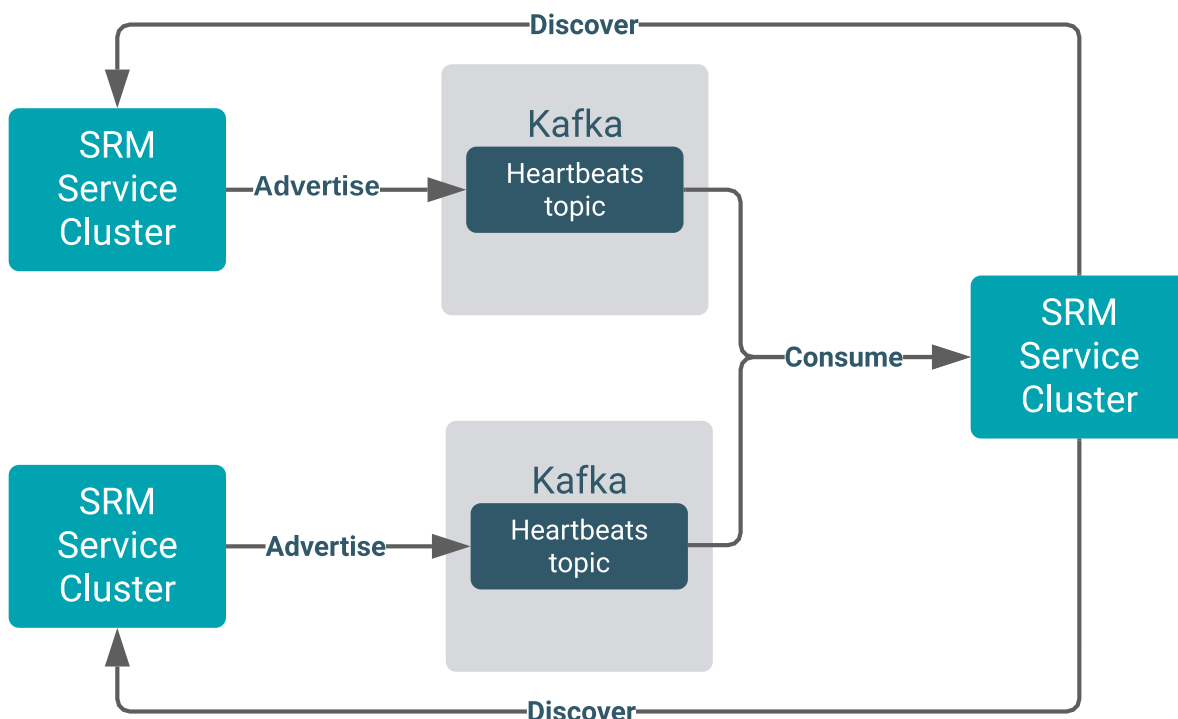 Discover
SRM
Service
Cluster
Advertise
Kafka
Heartbeats
topic
Consume
SRM
Service
Cluster
SRM
Service
Cluster
Advertise
Kafka
Heartbeats
topic
Discover